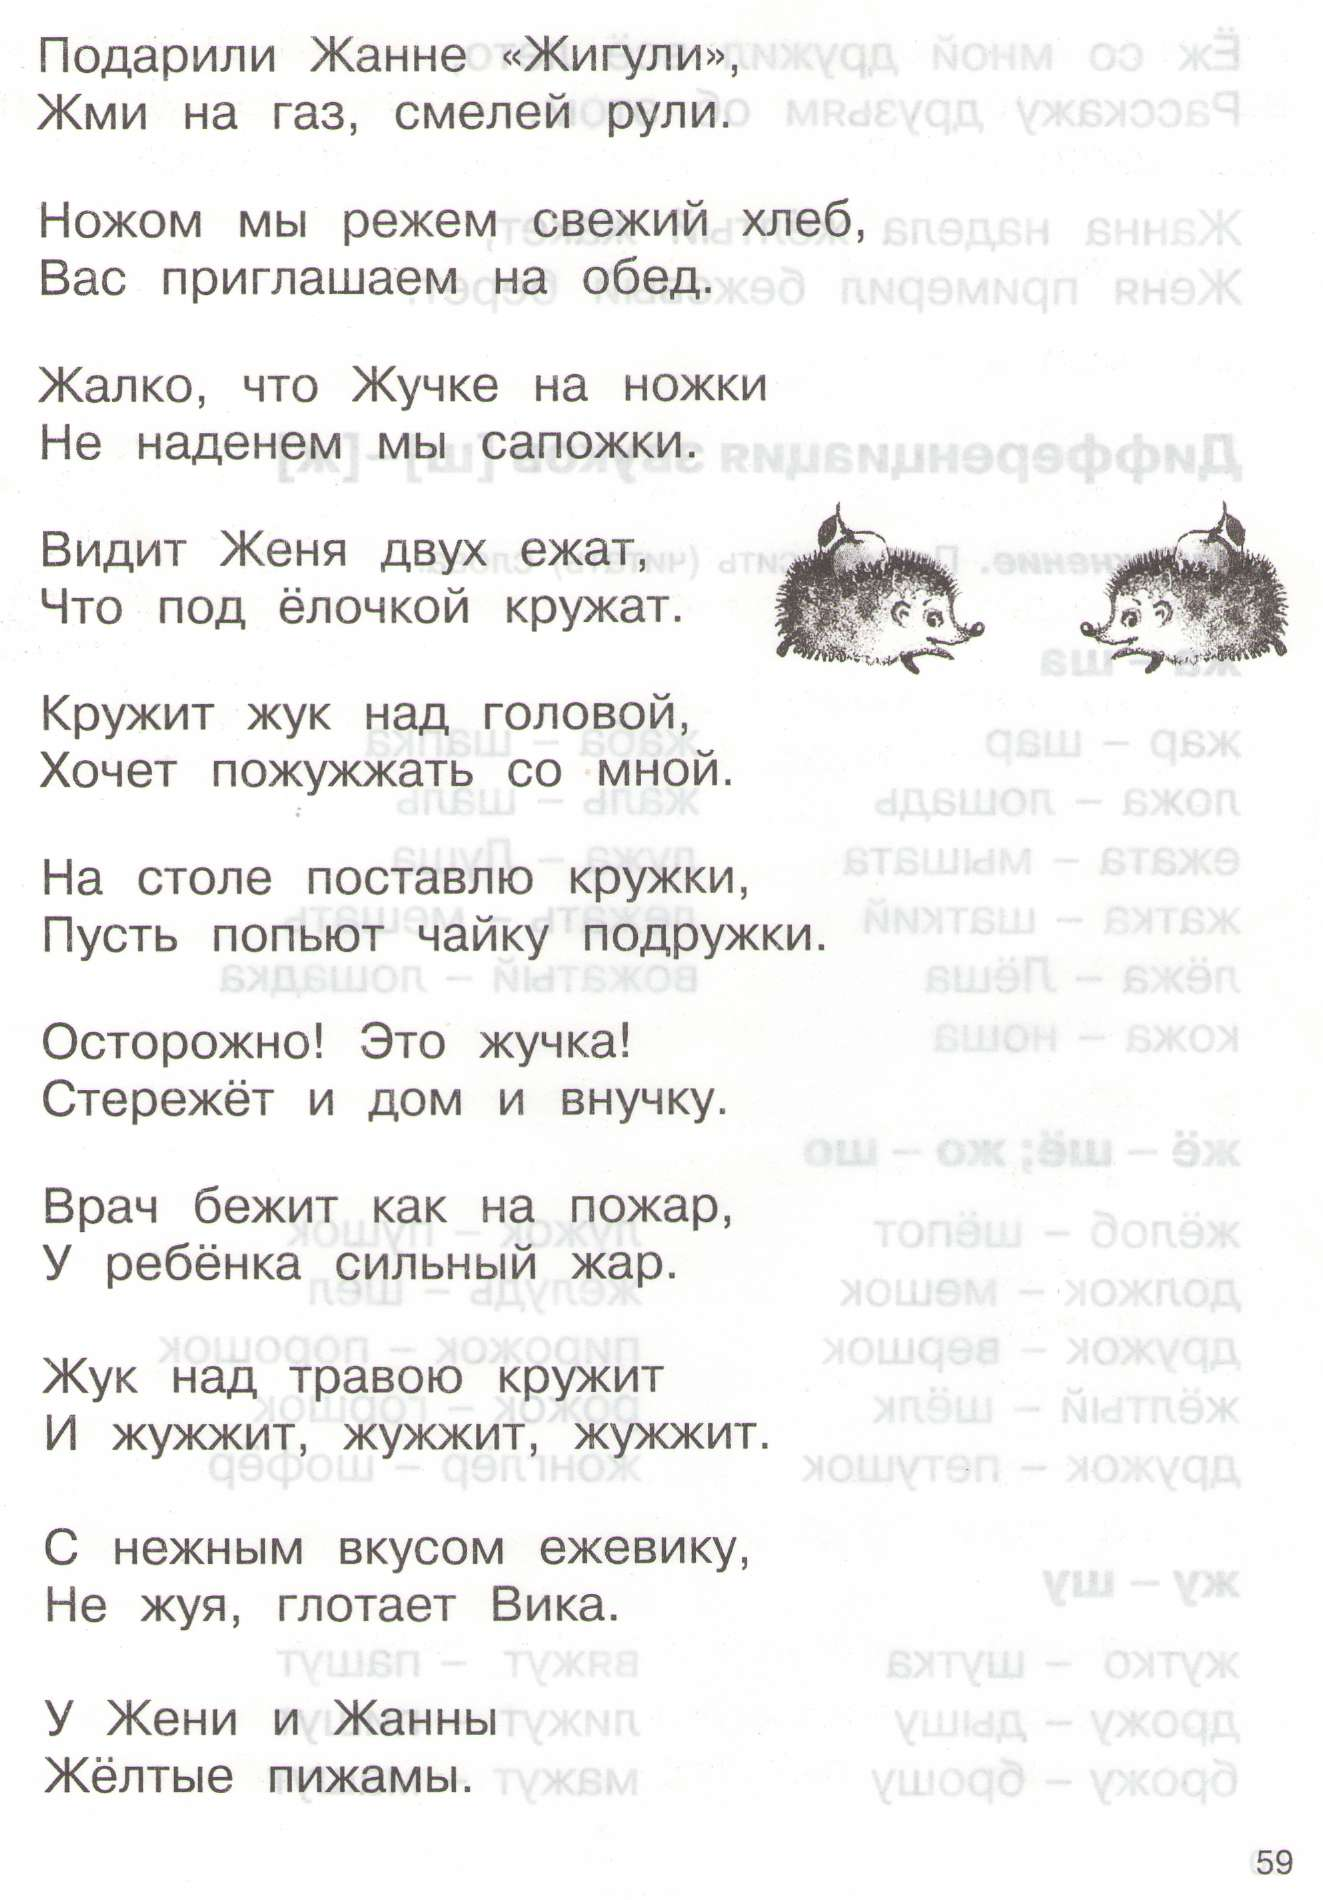 Подарили Жанне «Жигули»,
Жми на газ, смелей рули.
Ножом мы режем свежий хлеб,
Вас приглашаем на обед.
Жалко, что Жучке на ножки
Не наденем мы сапожки.
Видит Женя двух ежат,
Что под ёлочкой кружат.
Кружит жук над головой,
Хочет пожужжать со мной.
На столе поставлю кружки,
Пусть попьют чайку подружки.
Осторожно! Это жучка!
Стережёт и дом и внучку.
Врач бежит как на пожар,
У ребёнка сильный жар.
Жук над травою кружит
И жужжит, жужжит, жужжит.
С нежным вкусом ежевику,
Не жуя, глотает Вика.
У Жени и Жанны
Жёлтые пижамы.
59